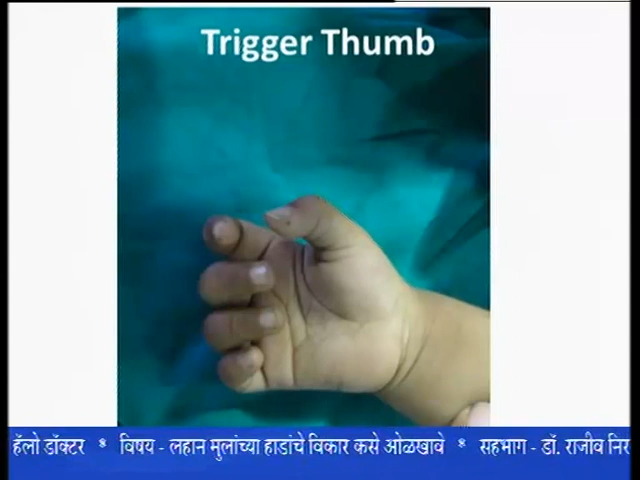 Trigger Thumb
हॅलो डॉक्टर * विषय - लहान मुलांच्या हाडांचे विकार कसे ओळखावे * सहभाग - डॉ. राजीव